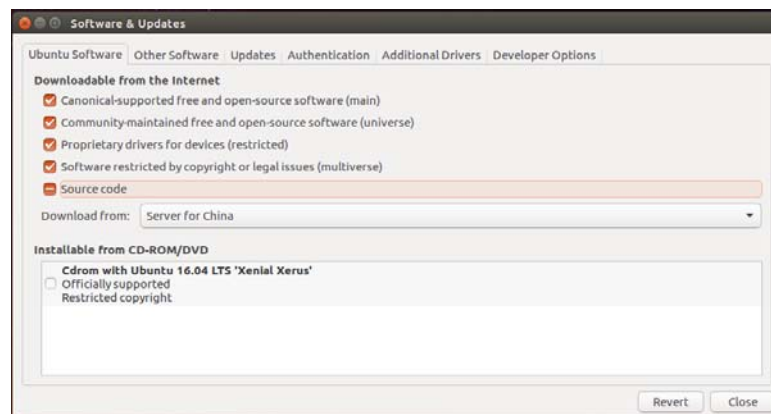 Software & Updates
Ubuntu Software Other Software Updates Authentication Additional Drivers Developer Options
Downloadable from the Internet
Canonical-supported free and open-source software (main)
Community-maintained free and open-source software (universe)
Proprietary drivers for devices (restricted)
Software restricted by copyright or legal issues (multiverse)
Source code
Download from: Server for China
Installable from CD-ROM/DVD
Cdrom with Ubuntu 16.04 LTS 'Xenial Xerus'
Officially supported
Restricted copyright
Revert Close